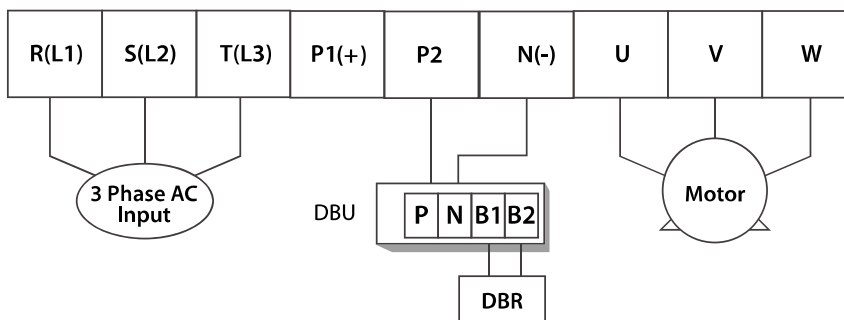 R(L1) S(L2) T(L3) P1(+) P2 N(-) U V W
3 Phase AC
Input
DBU
P N B1 B2
Motor
DBR